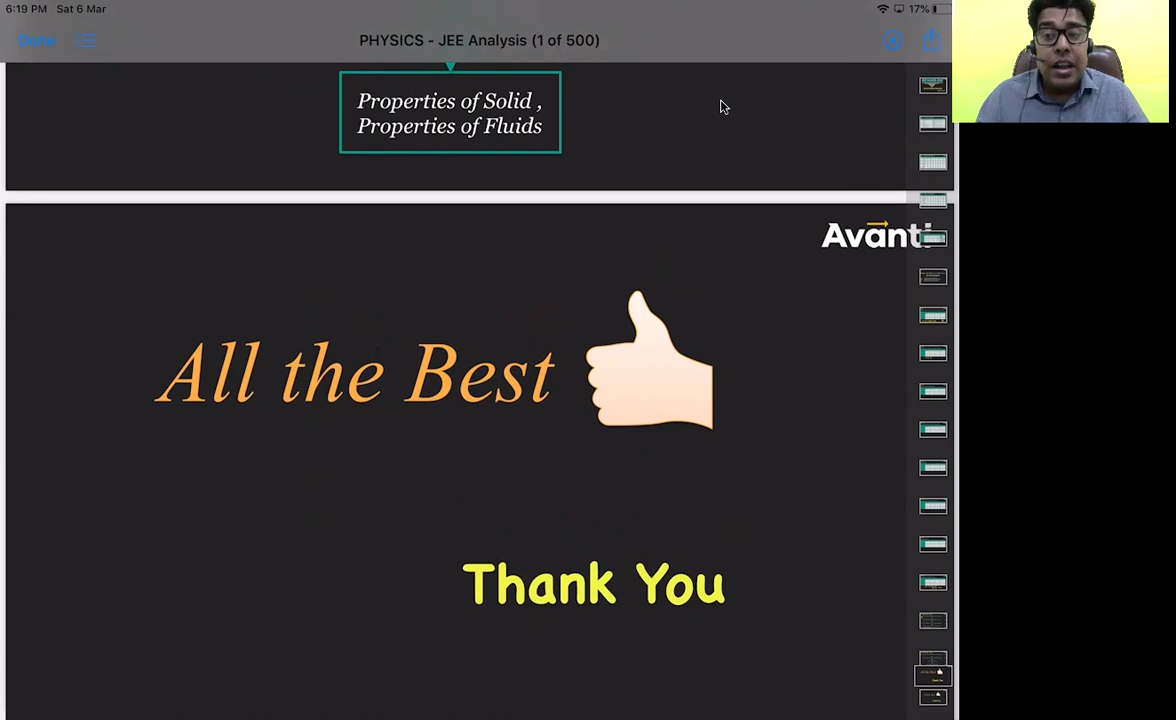 6:19 PM Sat 6 Mar
17%
Done
PHYSICS - JEE Analysis (1 of 500)
Properties of Solid ,
Properties of Fluids
Avanti
All the Best
Thank You